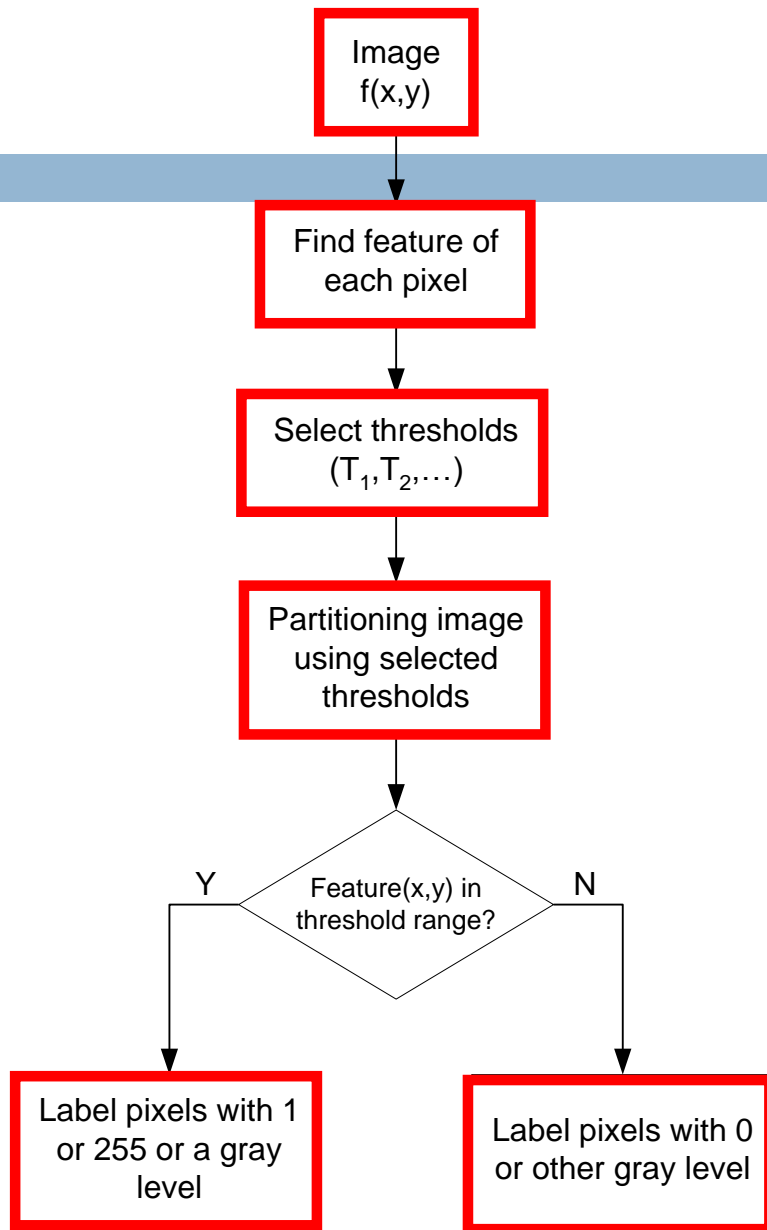 Image
f(x,y)
Find feature of
each pixel
Select thresholds
(T₁,T₂,…)
Partitioning image
using selected
thresholds
Feature(x,y) in
threshold range?
Y
N
Label pixels with 1
or 255 or a gray
level
Label pixels with 0
or other gray level